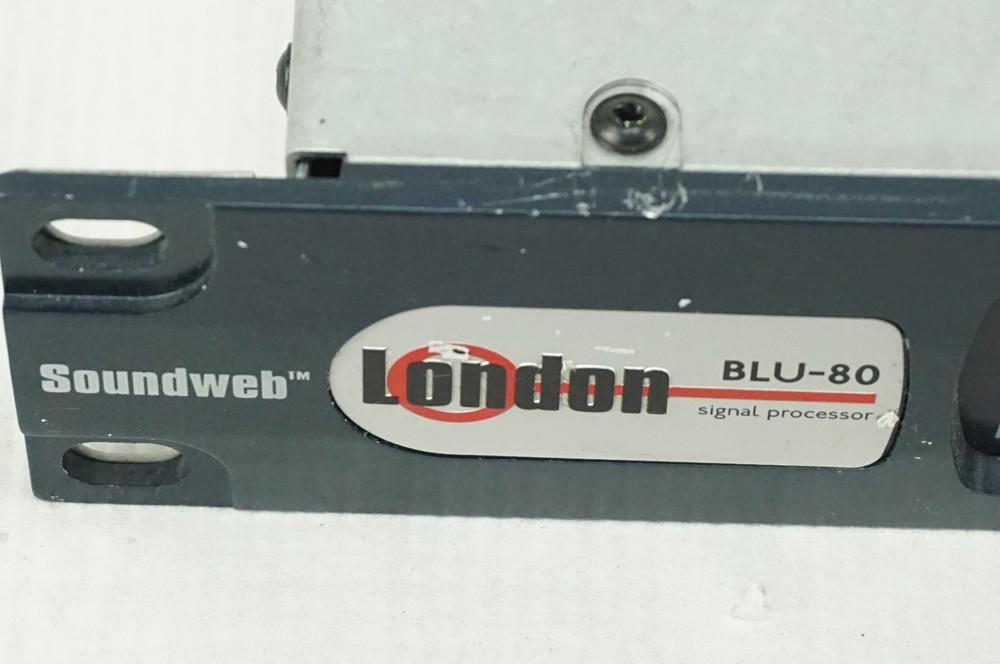 Soundweb™
London
BLU-80
signal processor